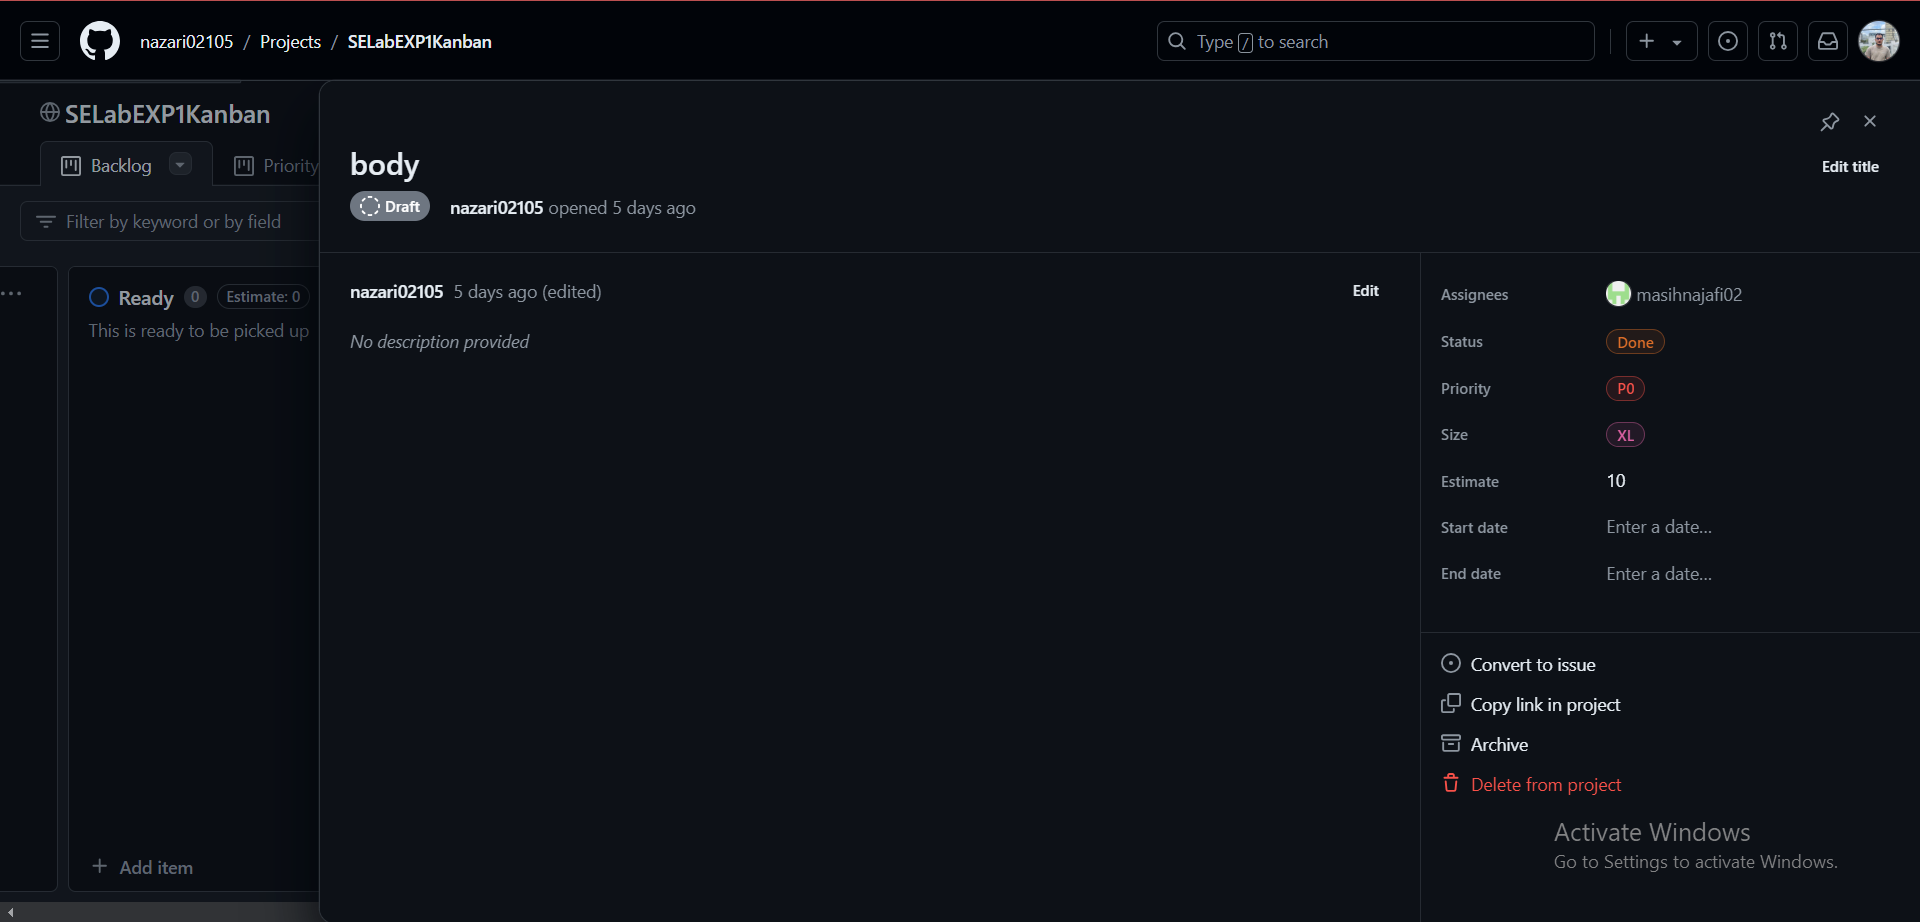 nazari02105 / Projects / SELabEXP1Kanban
Type / to search
SELabEXP1Kanban
Backlog
Priority
Filter by keyword or by field
Ready 0 Estimate: 0
This is ready to be picked up
Add item
body
Edit title
Draft
nazari02105 opened 5 days ago
nazari02105 5 days ago (edited)
Edit
No description provided
Assignees masihnajafi02
Status Done
Priority P0
Size XL
Estimate 10
Start date Enter a date...
End date Enter a date...
Convert to issue
Copy link in project
Archive
Delete from project
Activate Windows
Go to Settings to activate Windows.